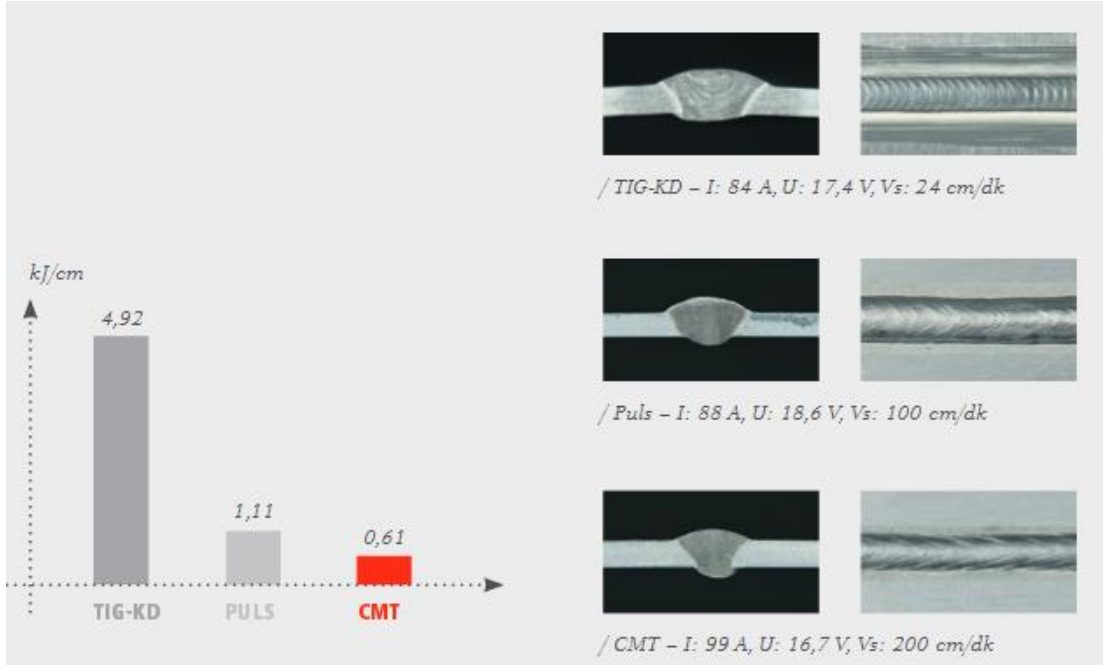 / TIG-KD – I: 84 A, U: 17,4 V, Vs: 24 cm/dk
/ Puls – I: 88 A, U: 18,6 V, Vs: 100 cm/dk
/ CMT – I: 99 A, U: 16,7 V, Vs: 200 cm/dk
kJ/cm
4,92
1,11
0,61
TIG-KD
PULS
CMT